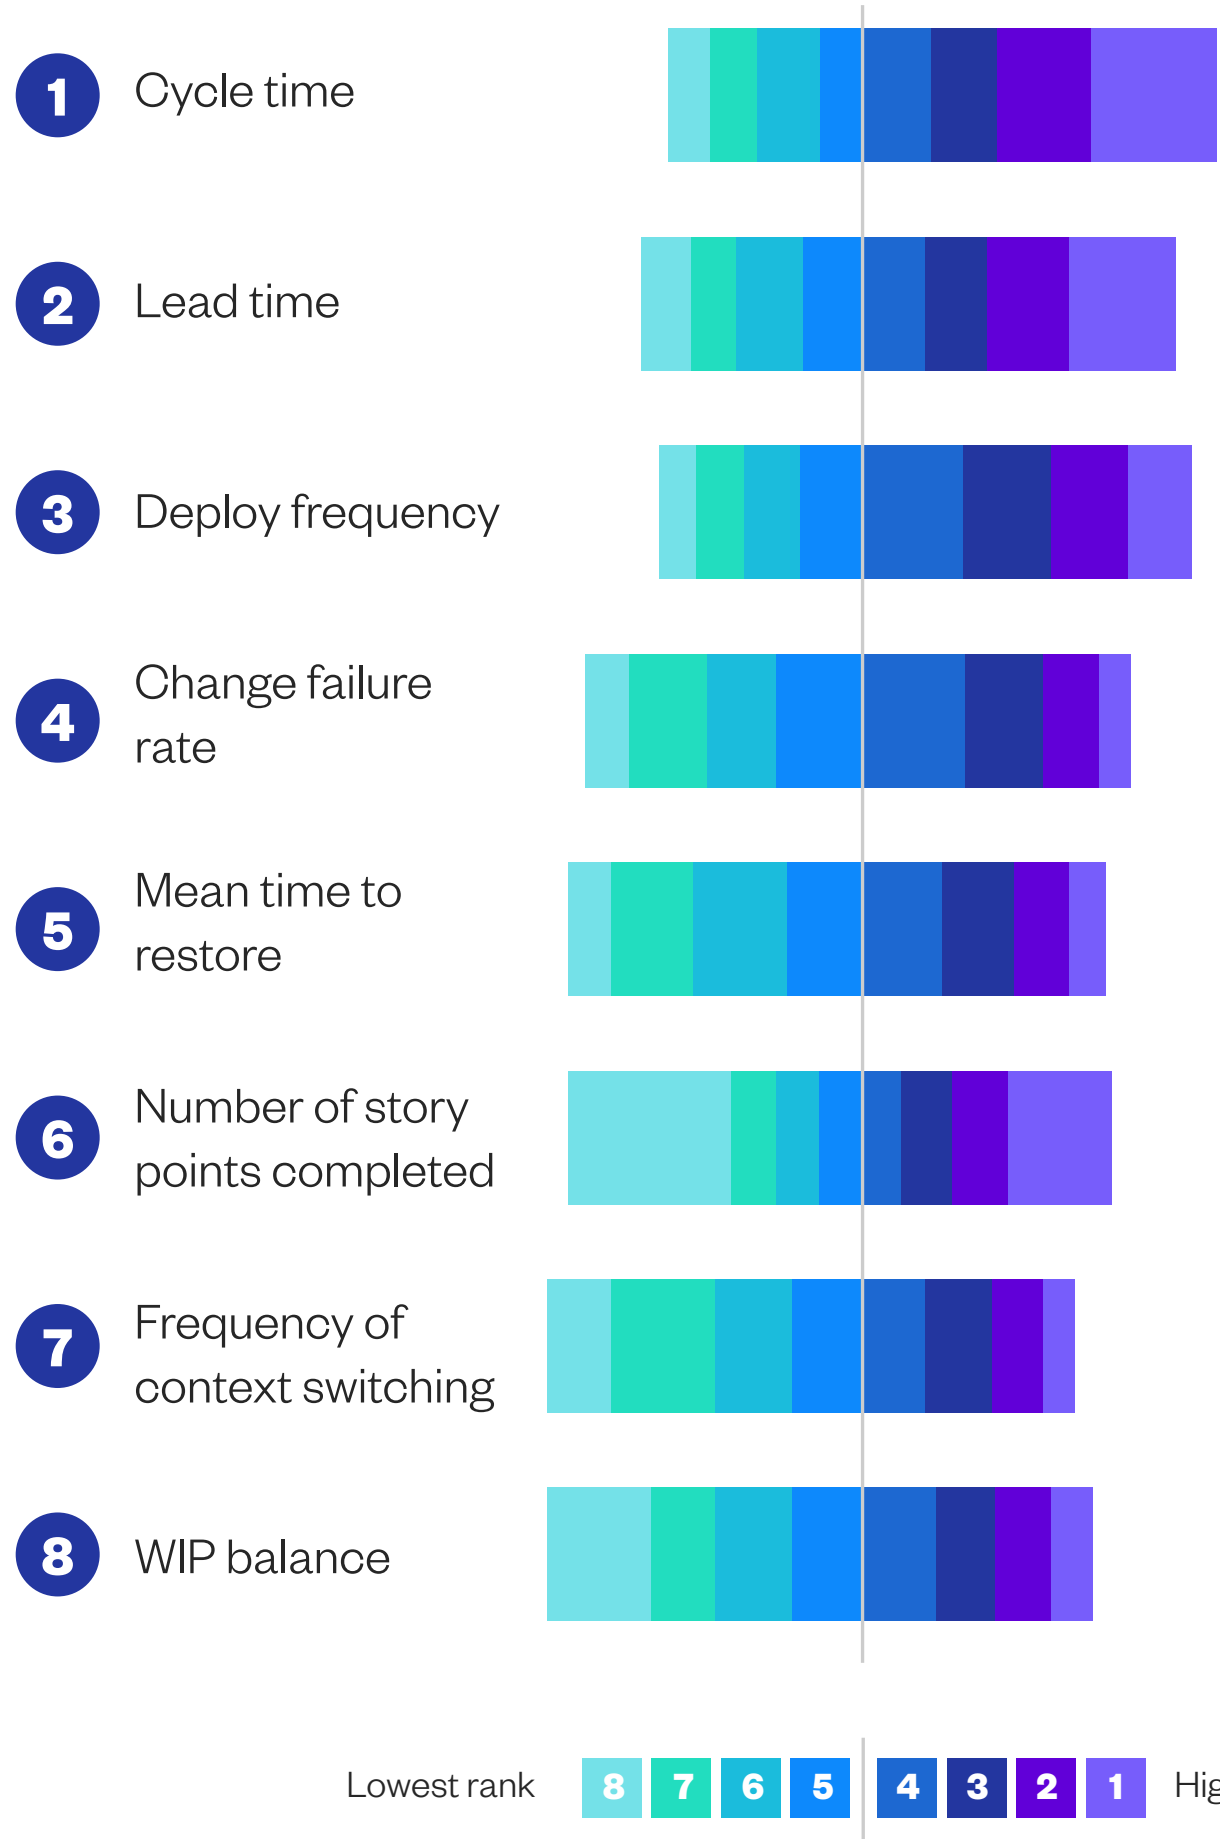 1 Cycle time
2 Lead time
3 Deploy frequency
4 Change failure
rate
5 Mean time to
restore
6 Number of story
points completed
7 Frequency of
context switching
8 WIP balance
Lowest rank 8 7 6 5 4 3 2 1